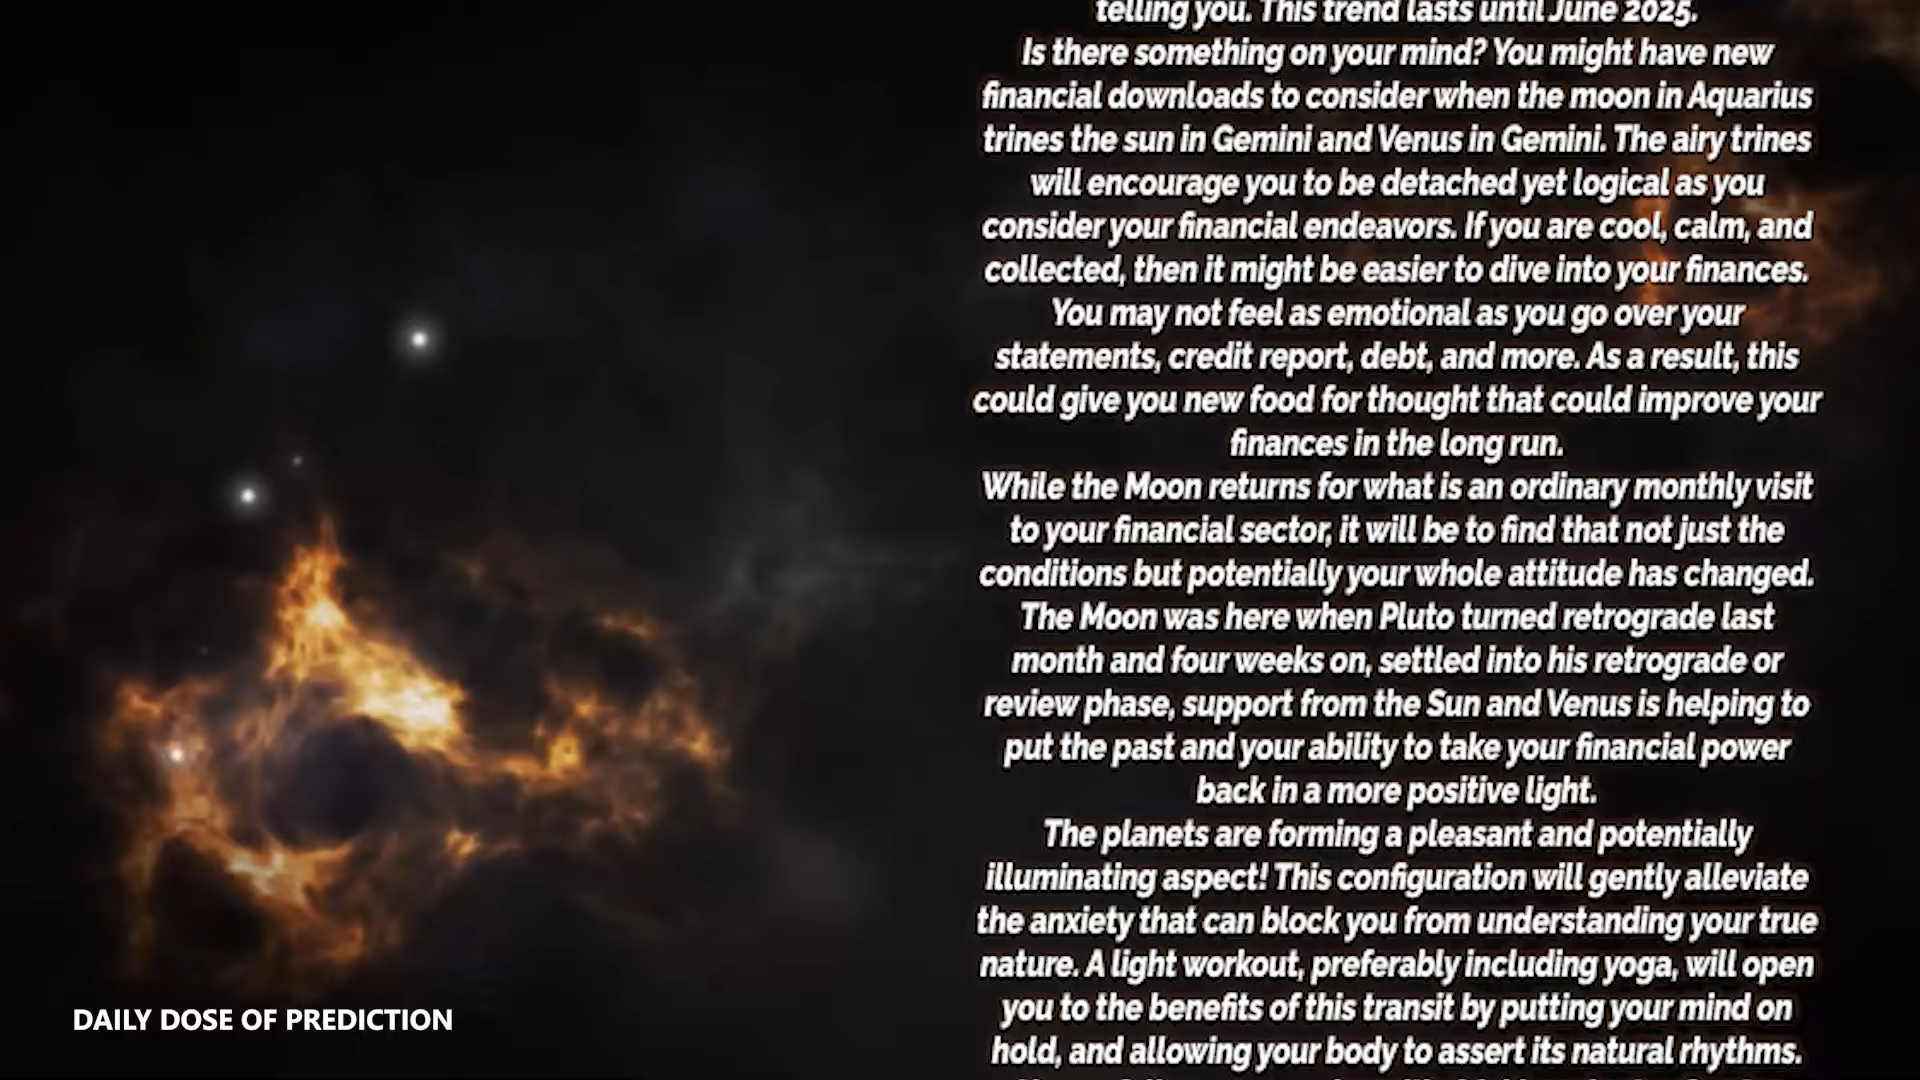 telling you. This trend lasts until June 2025.
Is there something on your mind? You might have new
financial downloads to consider when the moon in Aquarius
trines the sun in Gemini and Venus in Gemini. The airy trines
will encourage you to be detached yet logical as you
consider your financial endeavors. If you are cool, calm, and
collected, then it might be easier to dive into your finances.
You may not feel as emotional as you go over your
statements, credit report, debt, and more. As a result, this
could give you new food for thought that could improve your
finances in the long run.
While the Moon returns for what is an ordinary monthly visit
to your financial sector, it will be to find that not just the
conditions but potentially your whole attitude has changed.
The Moon was here when Pluto turned retrograde last
month and four weeks on, settled into his retrograde or
review phase, support from the Sun and Venus is helping to
put the past and your ability to take your financial power
back in a more positive light.
The planets are forming a pleasant and potentially
illuminating aspect! This configuration will gently alleviate
the anxiety that can block you from understanding your true
nature. A light workout, preferably including yoga, will open
you to the benefits of this transit by putting your mind on
hold, and allowing your body to assert its natural rhythms.
DAILY DOSE OF PREDICTION